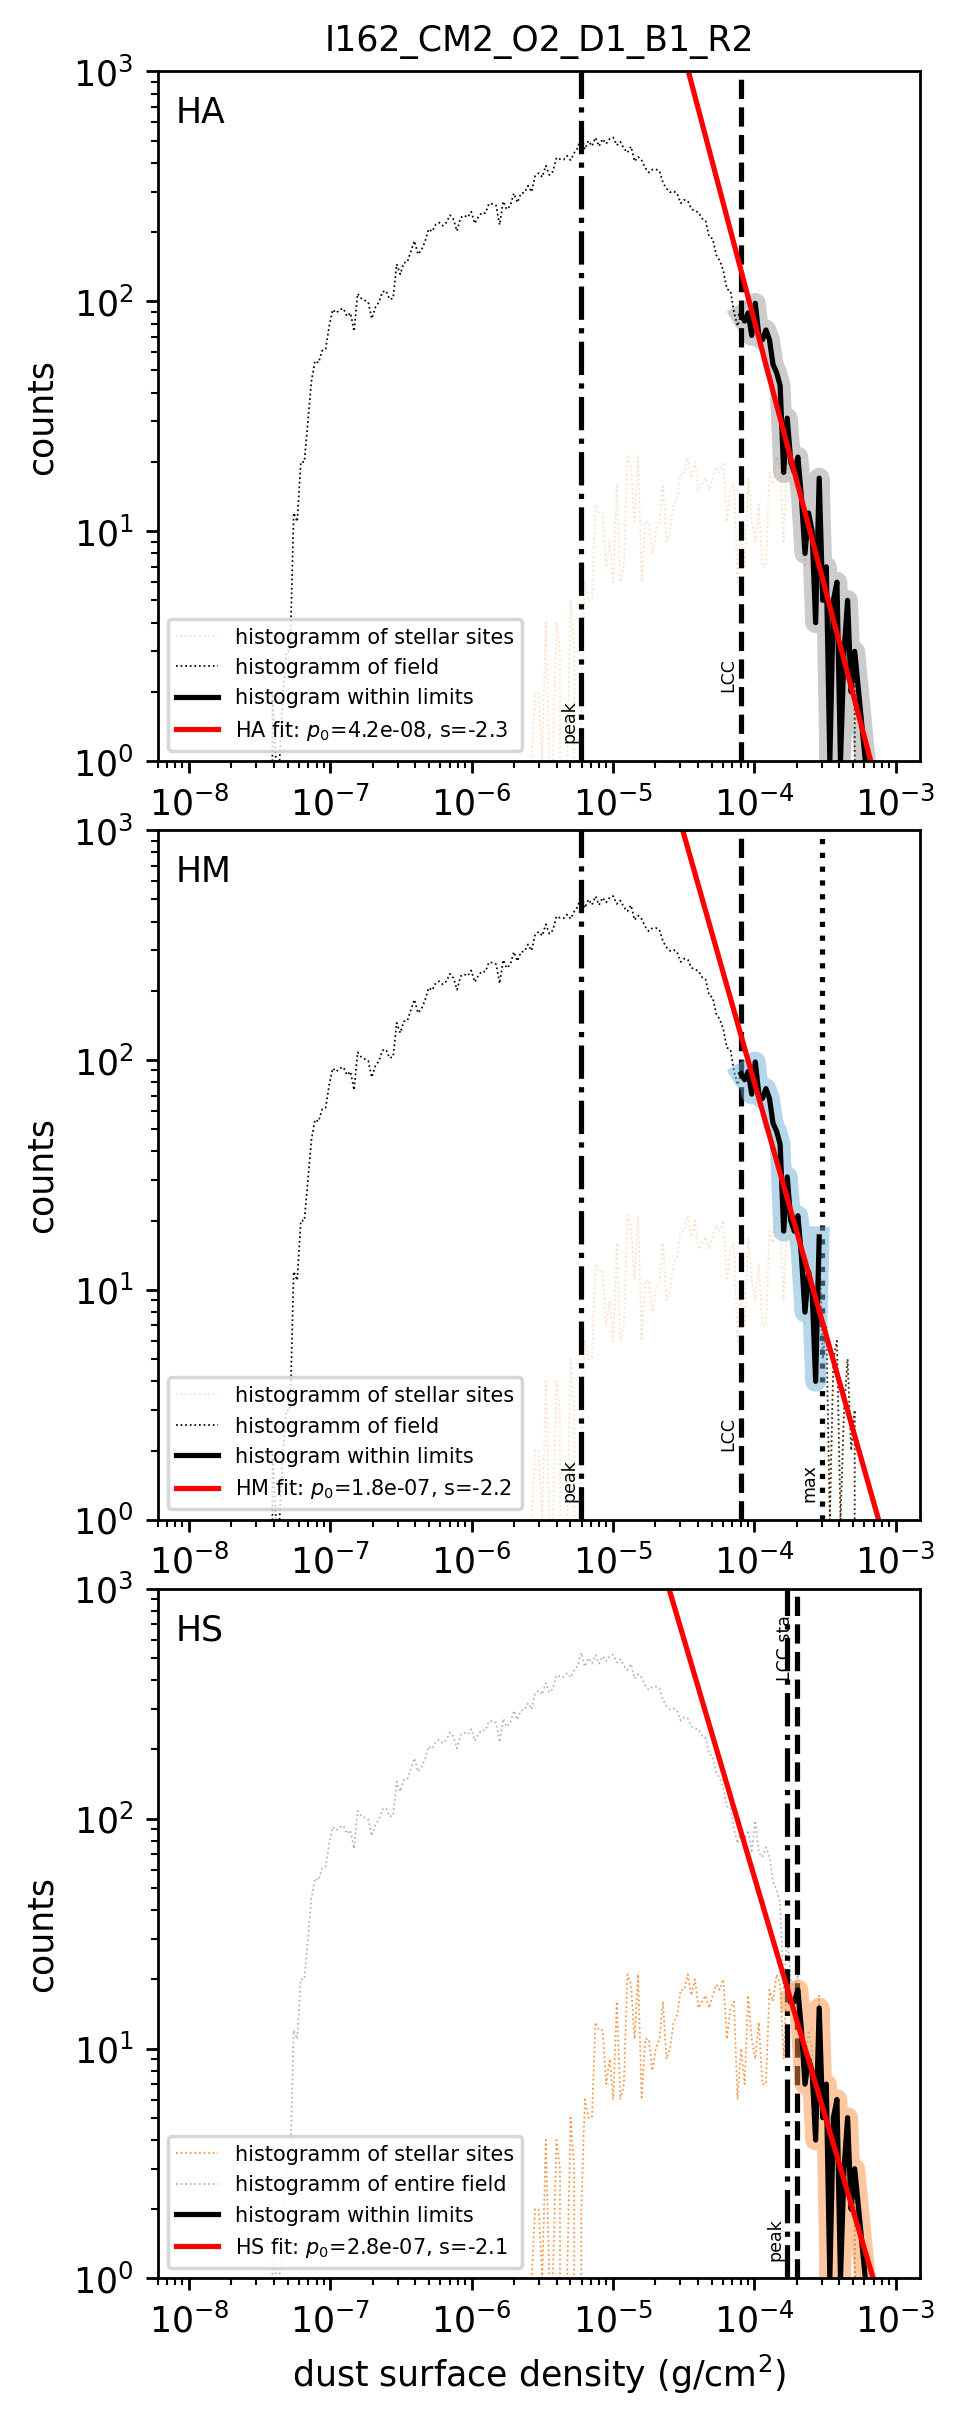 I162_CM2_O2_D1_B1_R2
10³
HA
10²
counts
10¹
LCC
peak
histogramm of stellar sites
histogramm of field
histogram within limits
HA fit: p₀=4.2e-08, s=-2.3
10⁰
10⁻⁸ 10⁻⁷ 10⁻⁶ 10⁻⁵ 10⁻⁴ 10⁻³
10³
HM
10²
counts
10¹
LCC
peak
max
histogramm of stellar sites
histogramm of field
histogram within limits
HM fit: p₀=1.8e-07, s=-2.2
10⁰
10⁻⁸ 10⁻⁷ 10⁻⁶ 10⁻⁵ 10⁻⁴ 10⁻³
10³
HS
LCC sta
10²
counts
10¹
peak
histogramm of stellar sites
histogramm of entire field
histogram within limits
HS fit: p₀=2.8e-07, s=-2.1
10⁰
10⁻⁸ 10⁻⁷ 10⁻⁶ 10⁻⁵ 10⁻⁴ 10⁻³
dust surface density (g/cm²)